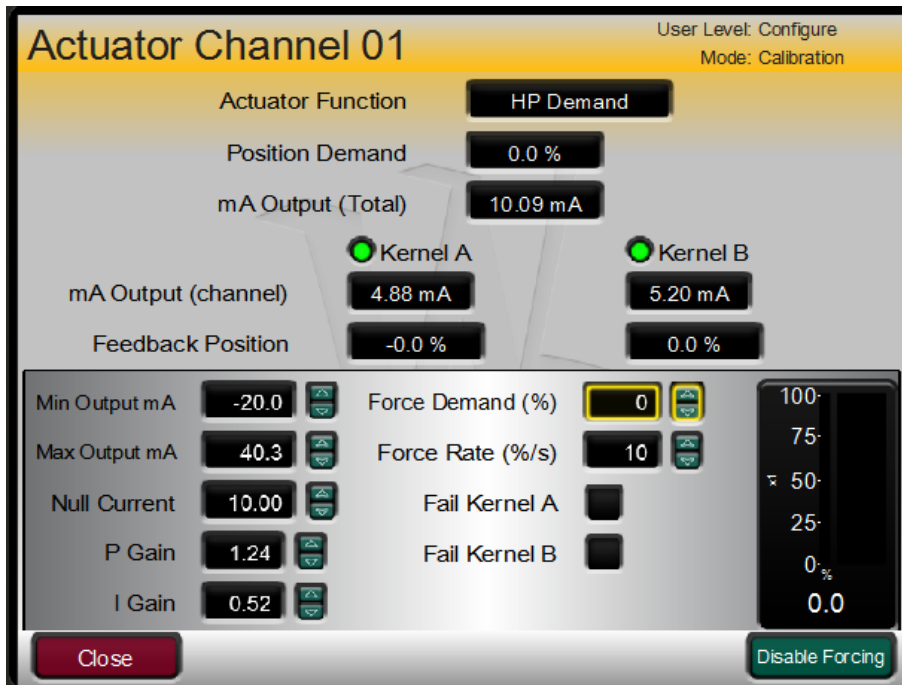 Actuator Channel 01
User Level: Configure
Mode: Calibration
Actuator Function HP Demand
Position Demand 0.0 %
mA Output (Total) 10.09 mA
Kernel A Kernel B
mA Output (channel) 4.88 mA 5.20 mA
Feedback Position -0.0 % 0.0 %
Min Output mA -20.0 Force Demand (%) 0
Max Output mA 40.3 Force Rate (%/s) 10
Null Current 10.00 Fail Kernel A
P Gain 1.24 Fail Kernel B
I Gain 0.52
100
75
x1 50
25
0
%
0.0
Close Disable Forcing